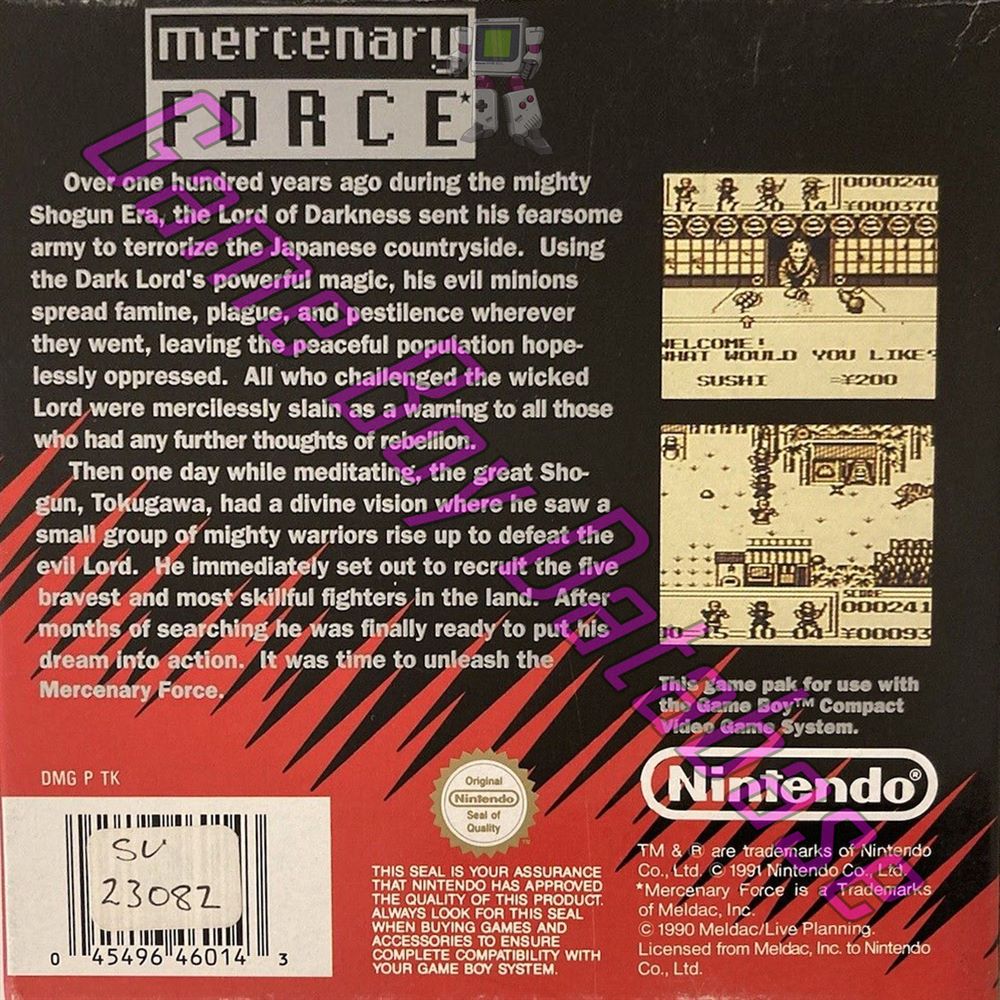 mercenary
FORCE*
Over one hundred years ago during the mighty
Shogun Era, the Lord of Darkness sent his fearsome
army to terrorize the Japanese countryside. Using
the Dark Lord's powerful magic, his evil minions
spread famine, plague, and pestilence wherever
they went, leaving the peaceful population hope-
lessly oppressed. All who challenged the wicked
Lord were mercilessly slain as a warning to all those
who had any further thoughts of rebellion.
Then one day while meditating, the great Sho-
gun, Tokugawa, had a divine vision where he saw a
small group of mighty warriors rise up to defeat the
evil Lord. He immediately set out to recruit the five
bravest and most skillful fighters in the land. After
months of searching he was finally ready to put his
dream into action. It was time to unleash the
Mercenary Force.
0000240
17 17 20 14 ¥000370
WELCOME!
WHAT WOULD YOU LIKE?
SUSHI =¥200
SCORE
000241
10 15 10 04 ¥00093
This game pak for use with
the Game Boy™ Compact
Video Game System.
Nintendo®
TM & ® are trademarks of Nintendo
Co., Ltd. © 1991 Nintendo Co., Ltd.
*Mercenary Force is a Trademarks
of Meldac, Inc.
© 1990 Meldac/Live Planning.
Licensed from Meldac, Inc. to Nintendo
Co., Ltd.
DMG P TK
SU
23082
0 45496 46014 3
Original
Nintendo
Seal of
Quality
THIS SEAL IS YOUR ASSURANCE
THAT NINTENDO HAS APPROVED
THE QUALITY OF THIS PRODUCT.
ALWAYS LOOK FOR THIS SEAL
WHEN BUYING GAMES AND
ACCESSORIES TO ENSURE
COMPLETE COMPATIBILITY WITH
YOUR GAME BOY SYSTEM.
Game Boy Database